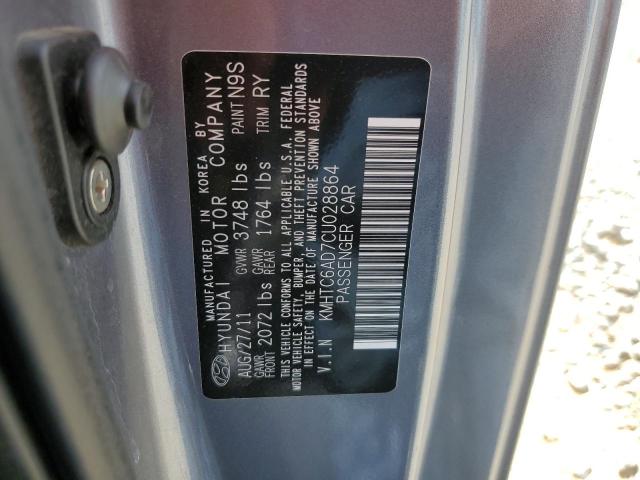 MANUFACTURED IN KOREA BY
HYUNDAI MOTOR COMPANY
AUG/27/11 GVWR 3748 lbs PAINT N9S
GAWR FRONT 2072 lbs GAWR REAR 1764 lbs TRIM RY
THIS VEHICLE CONFORMS TO ALL APPLICABLE U.S.A. FEDERAL
MOTOR VEHICLE SAFETY, BUMPER, AND THEFT PREVENTION STANDARDS
IN EFFECT ON THE DATE OF MANUFACTURE SHOWN ABOVE
V.I.N KMHTC6AD7CU028864
PASSENGER CAR